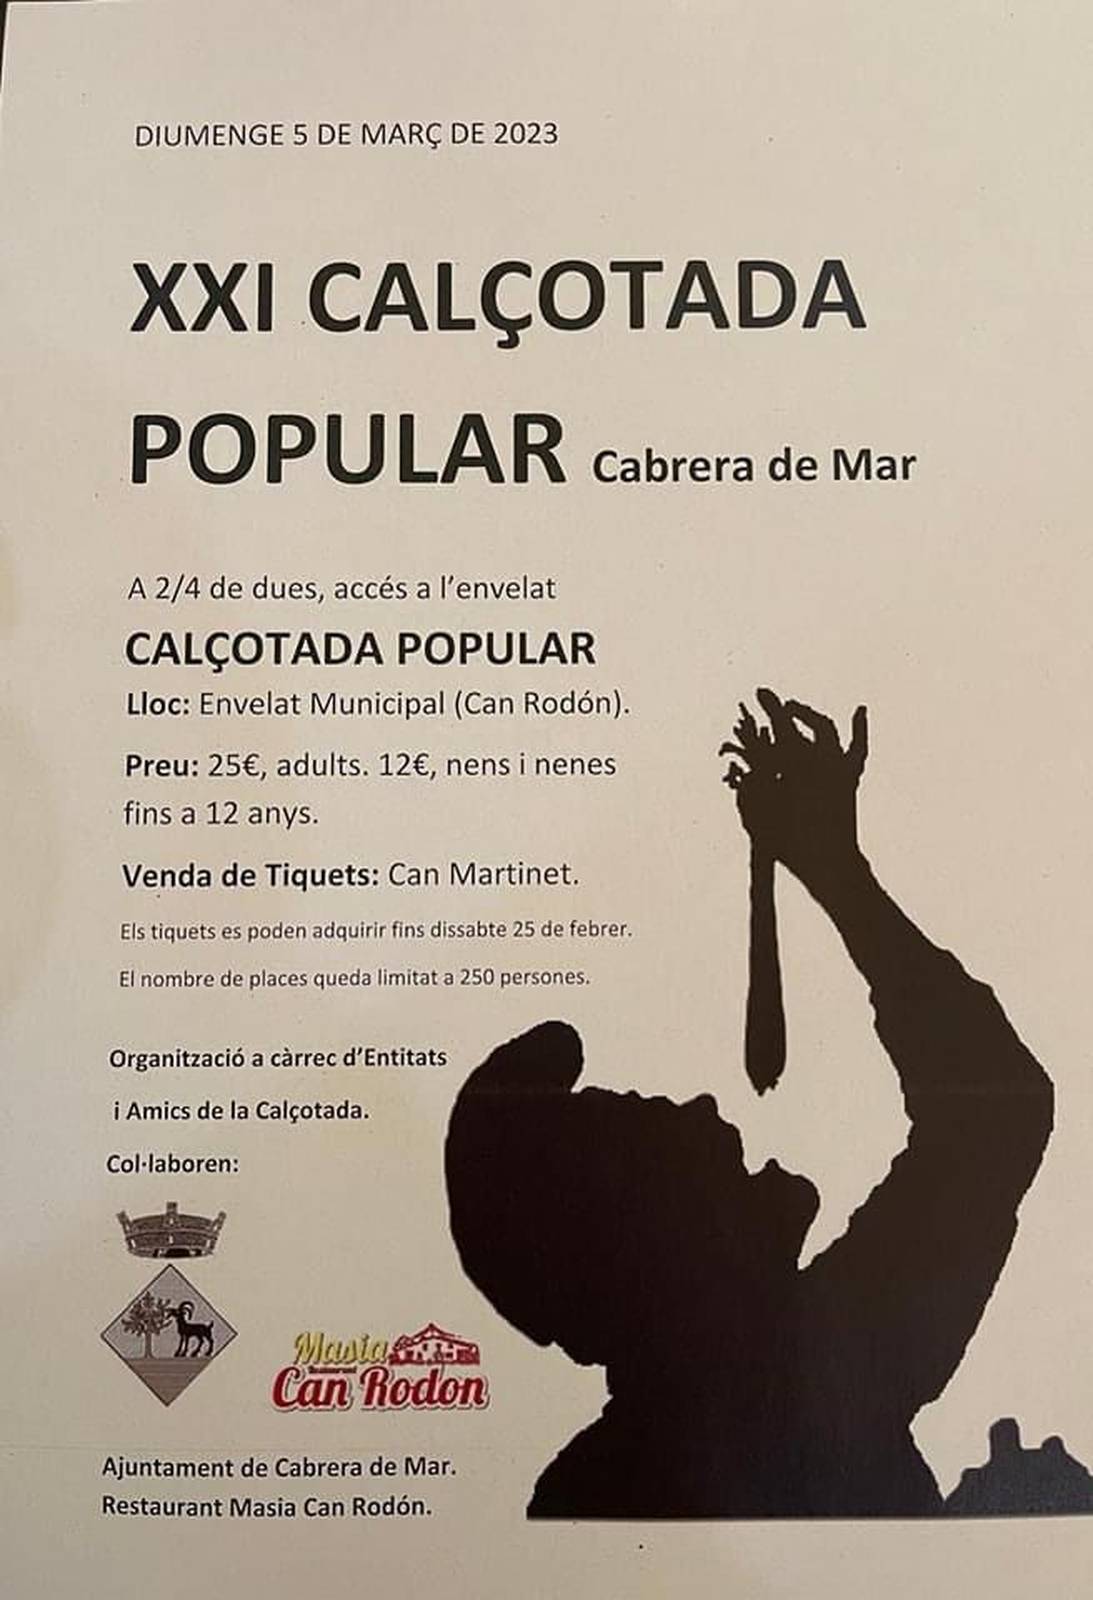 DIUMENGE 5 DE MARÇ DE 2023
XXI CALÇOTADA
POPULAR Cabrera de Mar
A 2/4 de dues, accés a l’envelat
CALÇOTADA POPULAR
Lloc: Envelat Municipal (Can Rodón).
Preu: 25€, adults. 12€, nens i nenes
fins a 12 anys.
Venda de Tiquets: Can Martinet.
Els tiquets es poden adquirir fins dissabte 25 de febrer.
El nombre de places queda limitat a 250 persones.
Organització a càrrec d’Entitats
i Amics de la Calçotada.
Col·laboren:
Masia
Restaurant
Can Rodon
Ajuntament de Cabrera de Mar.
Restaurant Masia Can Rodón.